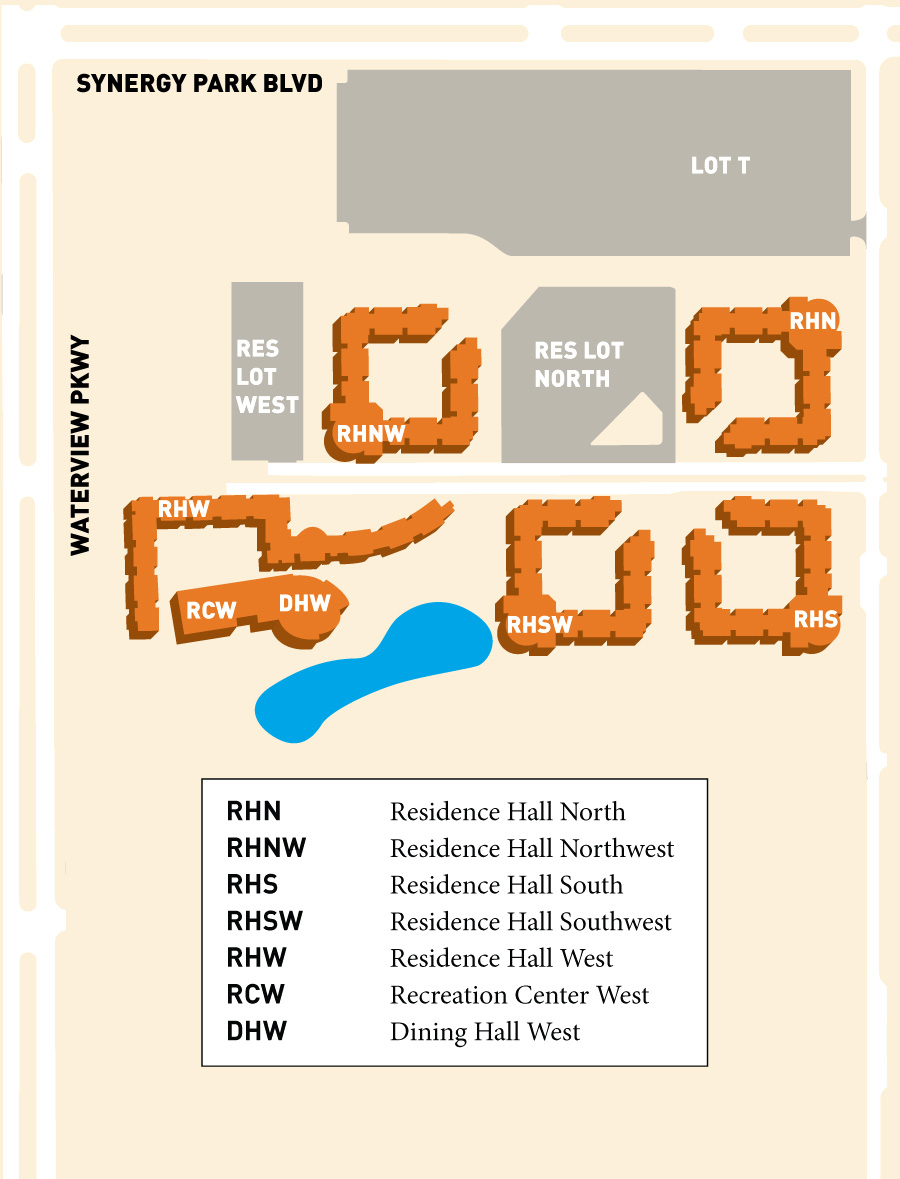 SYNERGY PARK BLVD
LOT T
WATERVIEW PKWY
RES
LOT
WEST
RHNW
RES LOT
NORTH
RHN
RHW
RCW
DHW
RHSW
RHS
RHN Residence Hall North
RHNW Residence Hall Northwest
RHS Residence Hall South
RHSW Residence Hall Southwest
RHW Residence Hall West
RCW Recreation Center West
DHW Dining Hall West